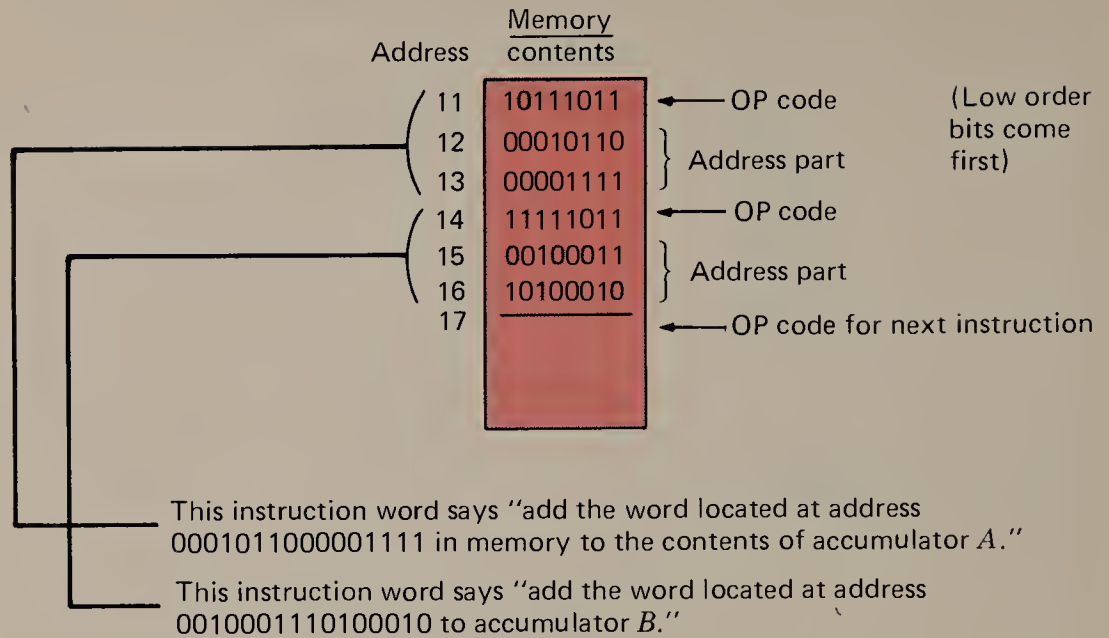 Memory
Address contents
11 10111011 OP code (Low order
12 00010110 bits come
Address part first)
13 00001111
14 11111011 OP code
15 00100011
Address part
16 10100010
17 OP code for next instruction
This instruction word says "add the word located at address
0001011000001111 in memory to the contents of accumulator A."
This instruction word says "add the word located at address
0010001110100010 to accumulator B."